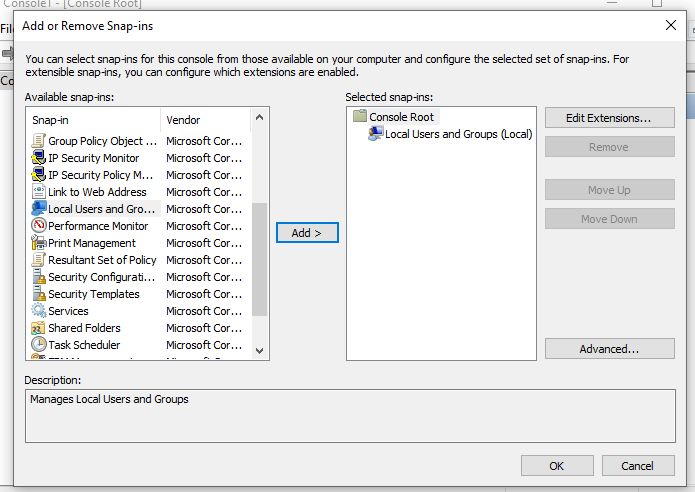 Console1 - [Console Root]
Add or Remove Snap-ins
You can select snap-ins for this console from those available on your computer and configure the selected set of snap-ins. For
extensible snap-ins, you can configure which extensions are enabled.
Available snap-ins:
Snap-in Vendor
Group Policy Object ... Microsoft Cor...
IP Security Monitor Microsoft Cor...
IP Security Policy M... Microsoft Cor...
Link to Web Address Microsoft Cor...
Local Users and Gro... Microsoft Cor...
Performance Monitor Microsoft Cor...
Print Management Microsoft Cor...
Resultant Set of Policy Microsoft Cor...
Security Configurati... Microsoft Cor...
Security Templates Microsoft Cor...
Services Microsoft Cor...
Shared Folders Microsoft Cor...
Task Scheduler Microsoft Cor...
Add >
Selected snap-ins:
Console Root
Local Users and Groups (Local)
Edit Extensions...
Remove
Move Up
Move Down
Advanced...
Description:
Manages Local Users and Groups
OK
Cancel